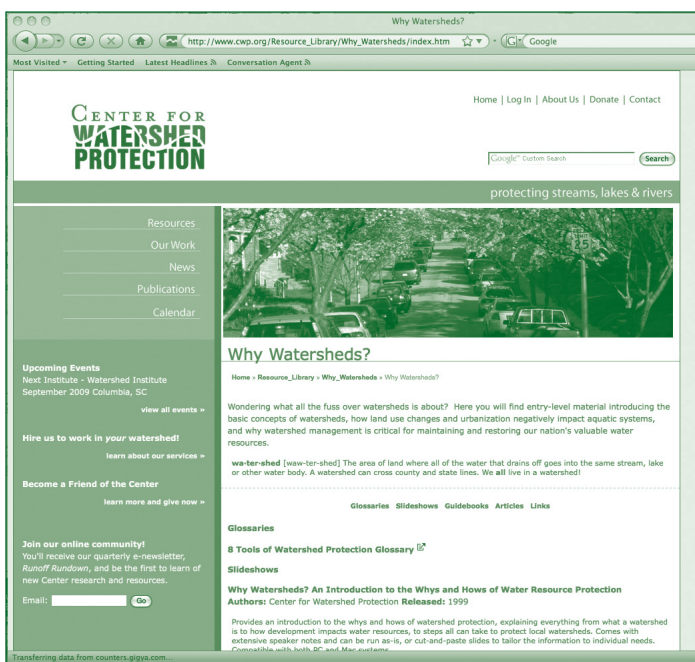 Why Watersheds?
http://www.cwp.org/Resource_Library/Why_Watersheds/index.htm
G
Google
Most Visited
Getting Started
Latest Headlines
Conversation Agent
CENTER FOR
WATERSHED
PROTECTION
Home | Log In | About Us | Donate | Contact
Google™ Custom Search
Search
protecting streams, lakes & rivers
Resources
Our Work
News
Publications
Calendar
LIMIT
25
Upcoming Events
Next Institute - Watershed Institute
September 2009 Columbia, SC
view all events »
Hire us to work in your watershed!
learn about our services »
Become a Friend of the Center
learn more and give now »
Join our online community!
You'll receive our quarterly e-newsletter,
Runoff Rundown, and be the first to learn of
new Center research and resources.
Email:
Go
Why Watersheds?
Home » Resource_Library » Why_Watersheds » Why Watersheds?
Wondering what all the fuss over watersheds is about? Here you will find entry-level material introducing the
basic concepts of watersheds, how land use changes and urbanization negatively impact aquatic systems,
and why watershed management is critical for maintaining and restoring our nation's valuable water
resources.
wa·ter·shed [waw-ter-shed] The area of land where all of the water that drains off goes into the same stream, lake
or other water body. A watershed can cross county and state lines. We all live in a watershed!
Glossaries Slideshows Guidebooks Articles Links
Glossaries
8 Tools of Watershed Protection Glossary
Slideshows
Why Watersheds? An Introduction to the Whys and Hows of Water Resource Protection
Authors: Center for Watershed Protection Released: 1999
Provides an introduction to the whys and hows of watershed protection, explaining everything from what a watershed
is to how development impacts water resources, to steps all can take to protect local watersheds. Comes with
extensive speaker notes and can be run as-is, or cut-and-paste slides to tailor the information to individual needs.
Compatible with both PC and Mac systems.
Transferring data from counters.gigya.com...